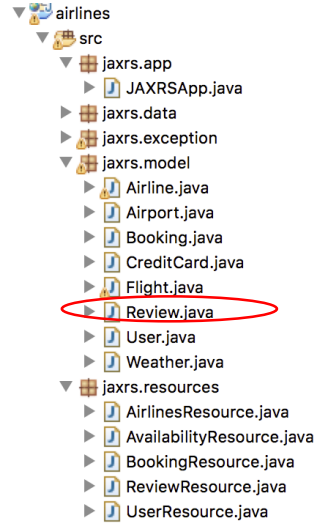 airlines
src
jaxrs.app
JAXRSApp.java
jaxrs.data
jaxrs.exception
jaxrs.model
Airline.java
Airport.java
Booking.java
CreditCard.java
Flight.java
Review.java
User.java
Weather.java
jaxrs.resources
AirlinesResource.java
AvailabilityResource.java
BookingResource.java
ReviewResource.java
UserResource.java